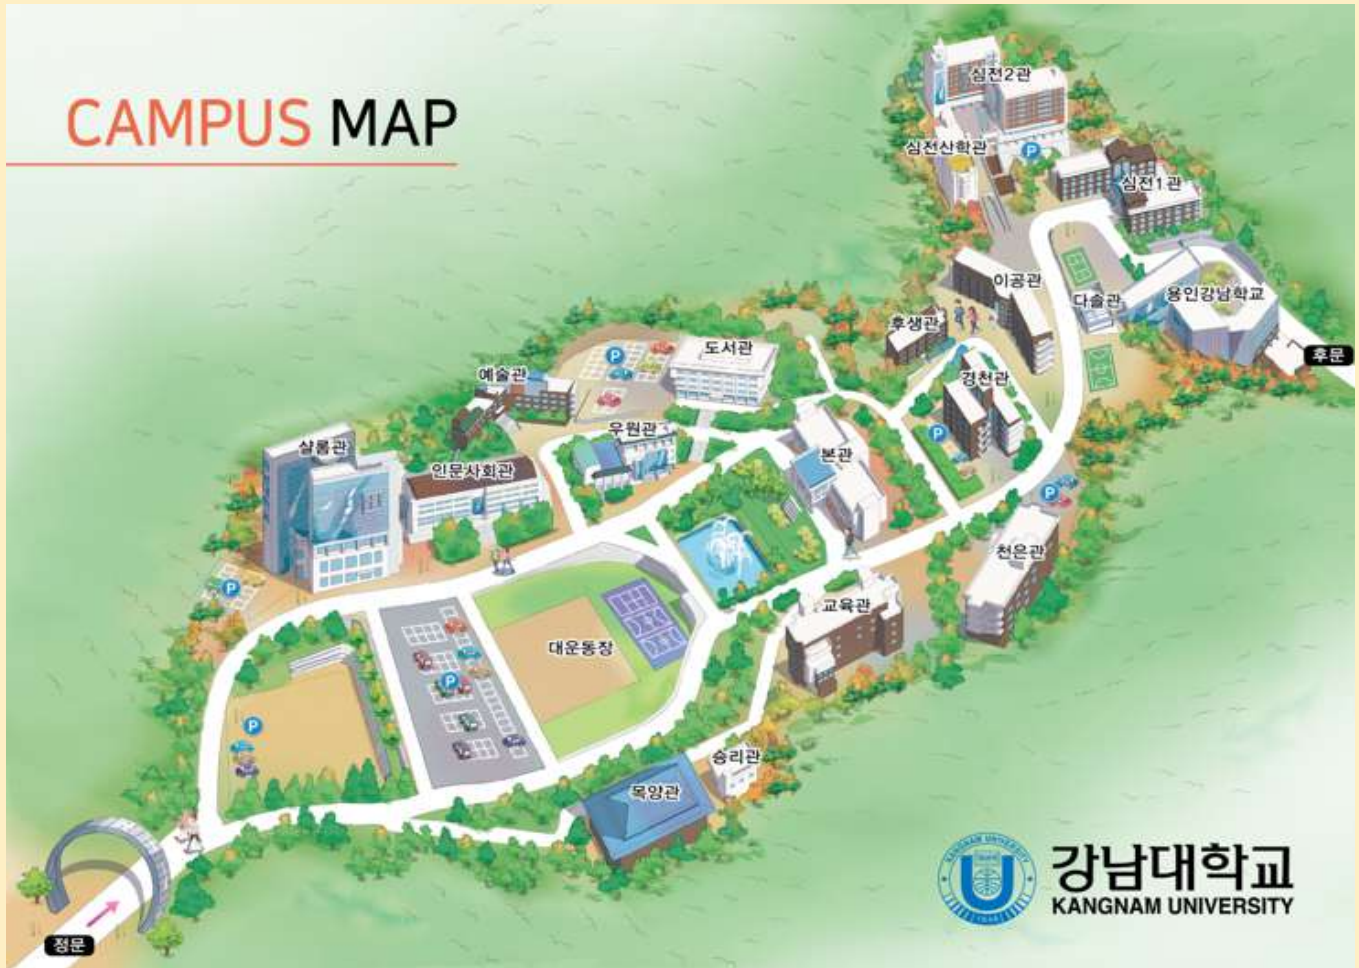 CAMPUS MAP
심전2관
심전산학관
P
심전1관
이공관
다솔관
용인강남학교
후생관
후문
도서관
P
예술관
경천관
우원관
P
샬롬관
본관
인문사회관
P
천은관
P
교육관
대운동장
P
P
승리관
목양관
정문
KANGNAM UNIVERSITY
강남대학교
KANGNAM UNIVERSITY